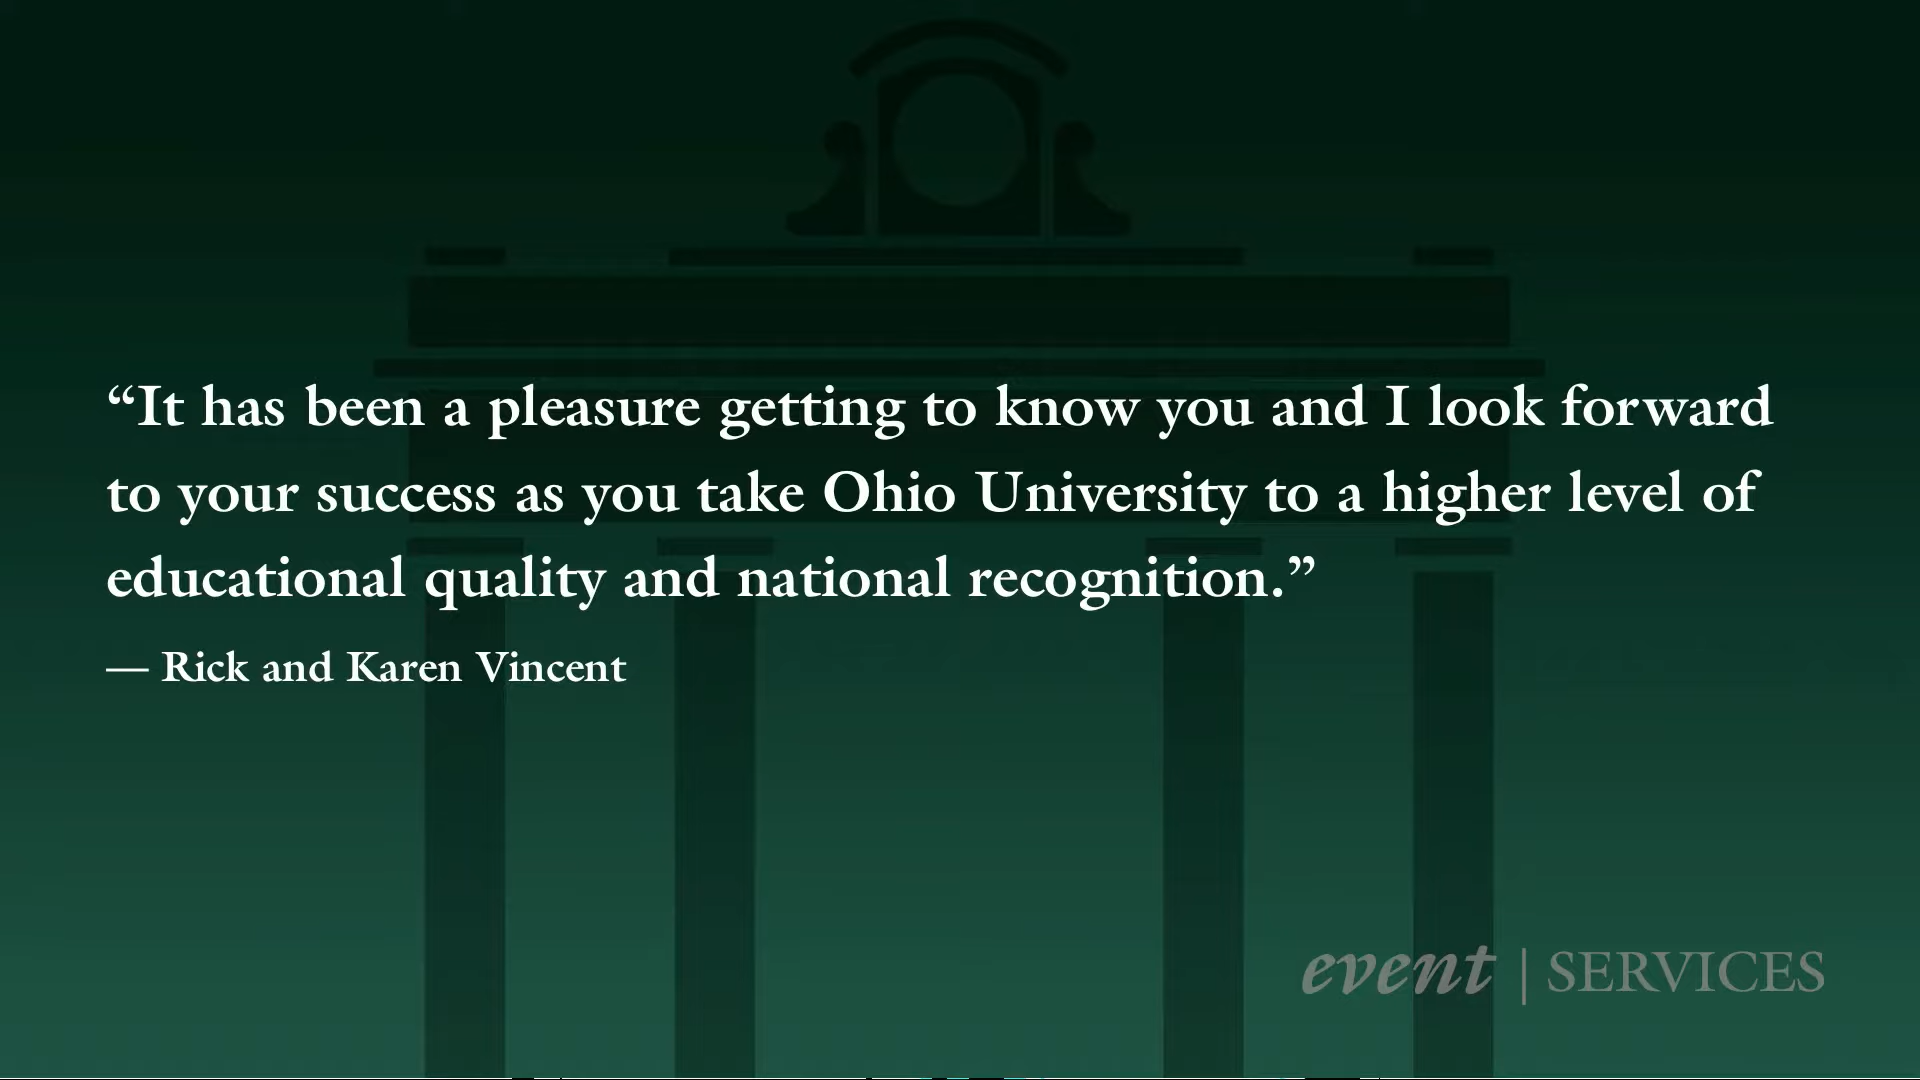 “It has been a pleasure getting to know you and I look forward
to your success as you take Ohio University to a higher level of
educational quality and national recognition.”
— Rick and Karen Vincent
event | SERVICES